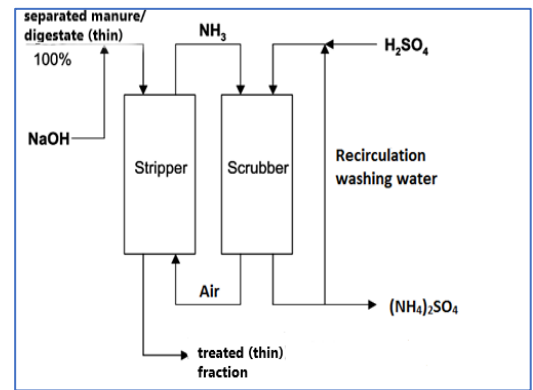 separated manure/
digestate (thin)
100%
NaOH
NH₃
H₂SO₄
Stripper
Scrubber
Recirculation
washing water
Air
(NH₄)₂SO₄
treated (thin)
fraction